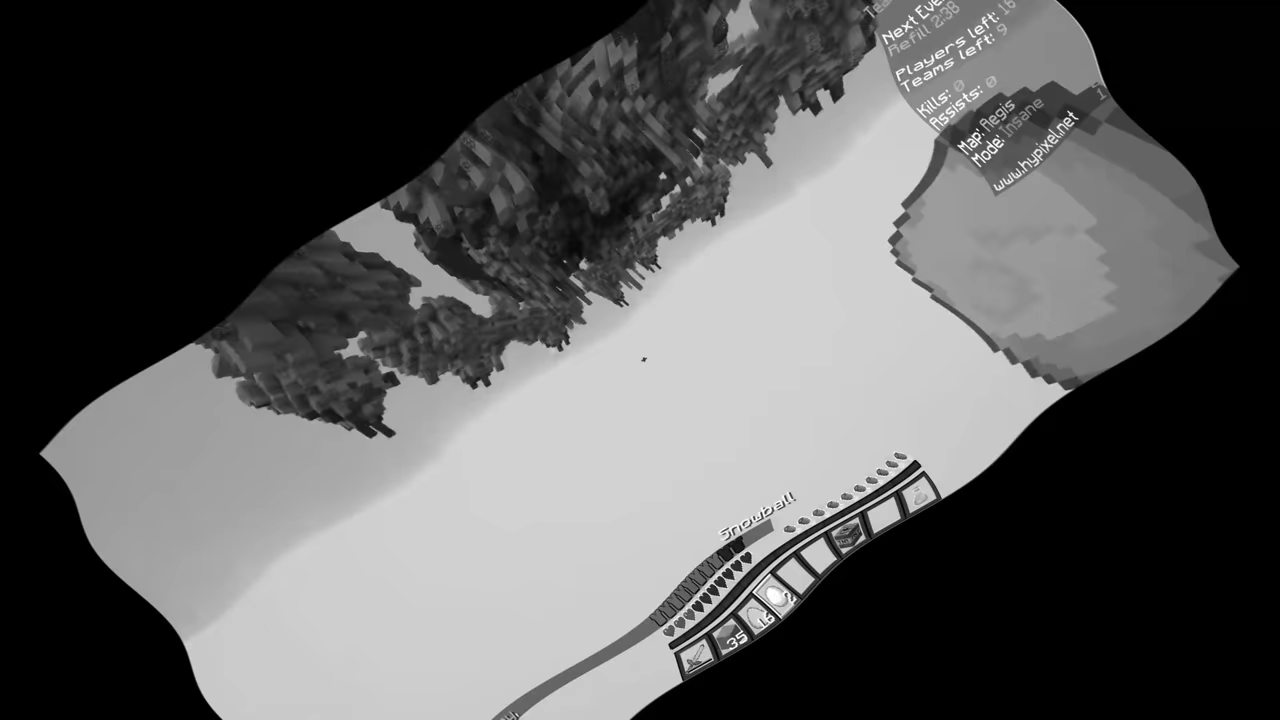 Next Eve
Refill 2:38
Players left: 16
Teams left: 9
Kills: 0
Assists: 0
Map: Aegis
Mode: Insane
www.hypixel.net
1
Snowball
35
16
2